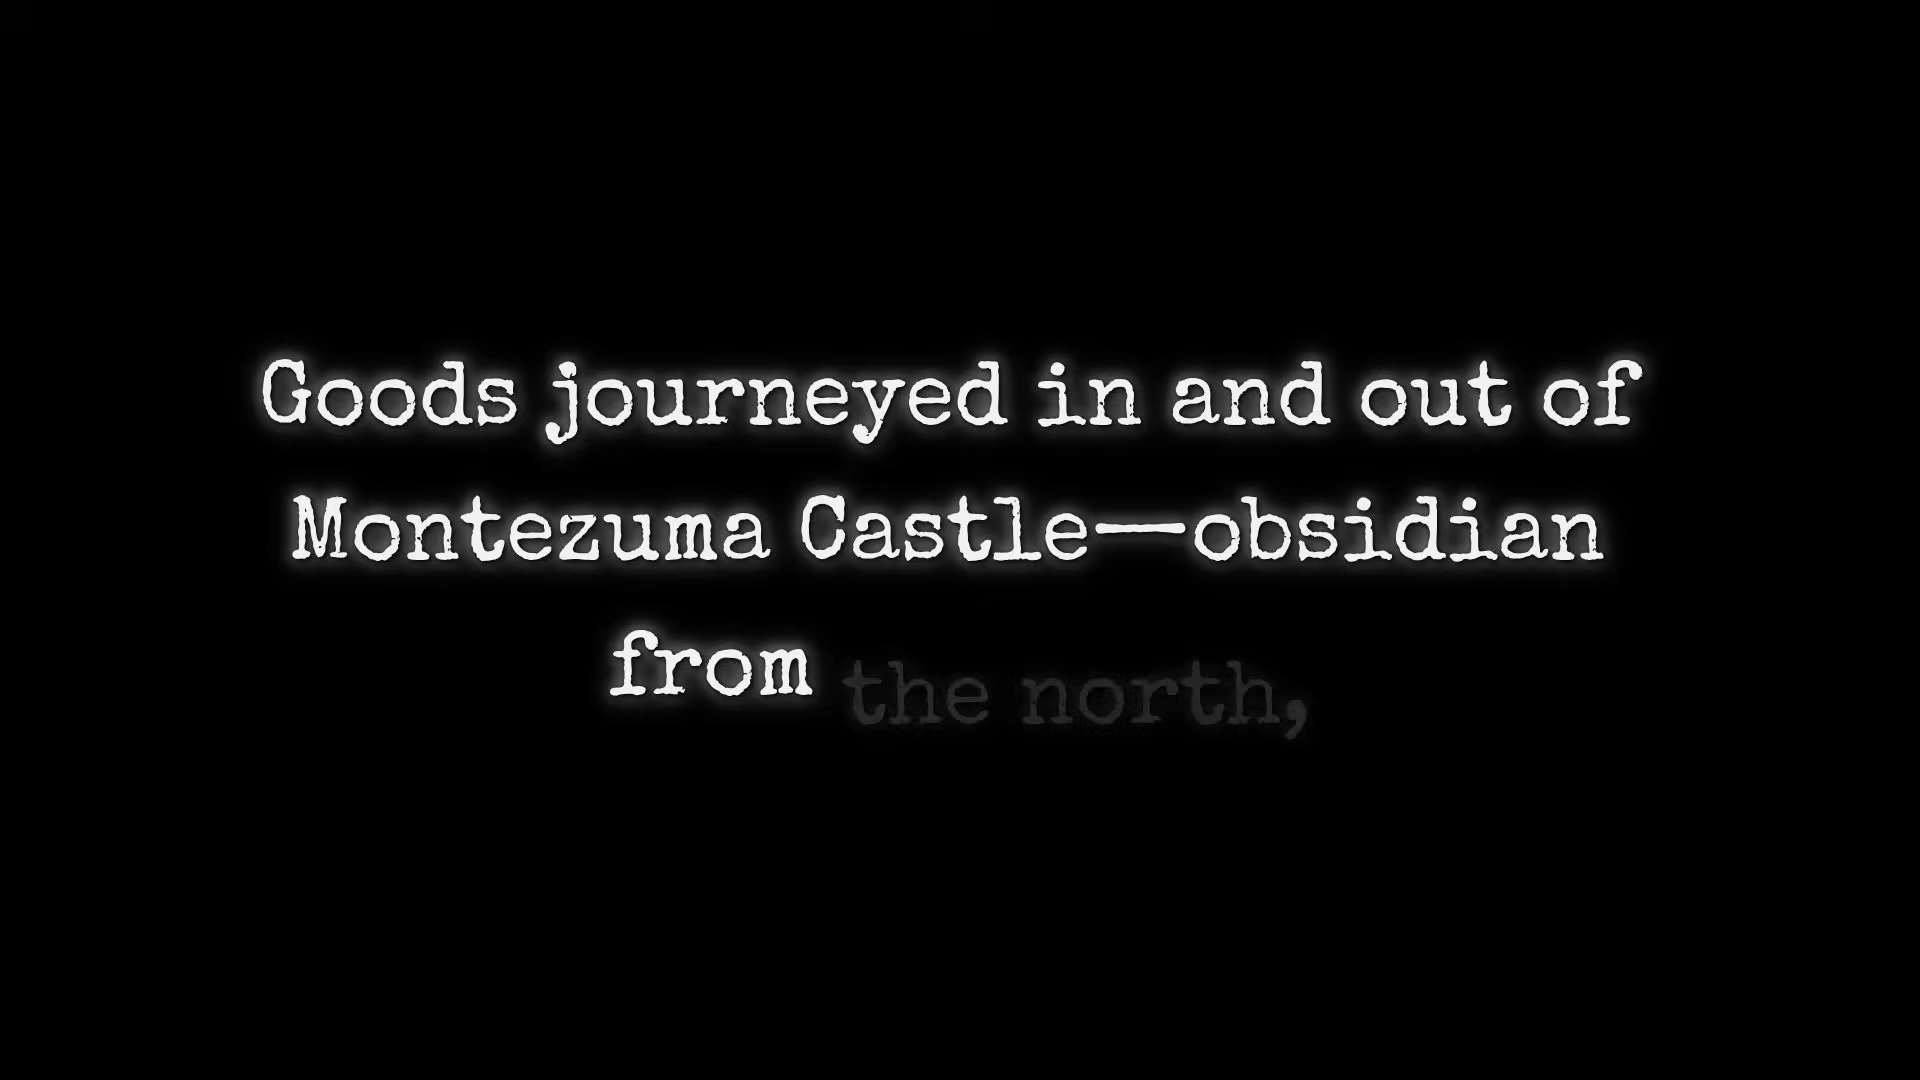 Goods journeyed in and out of
Montezuma Castle—obsidian
from the north,